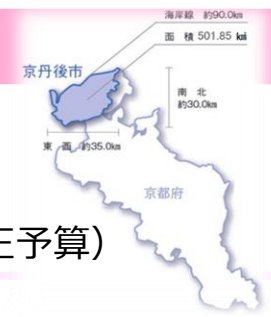 海岸線 約90.0km
面 積 501.85 k㎡
京丹後市
南 北
約30.0km
東 西 約35.0km
京都府
正予算）